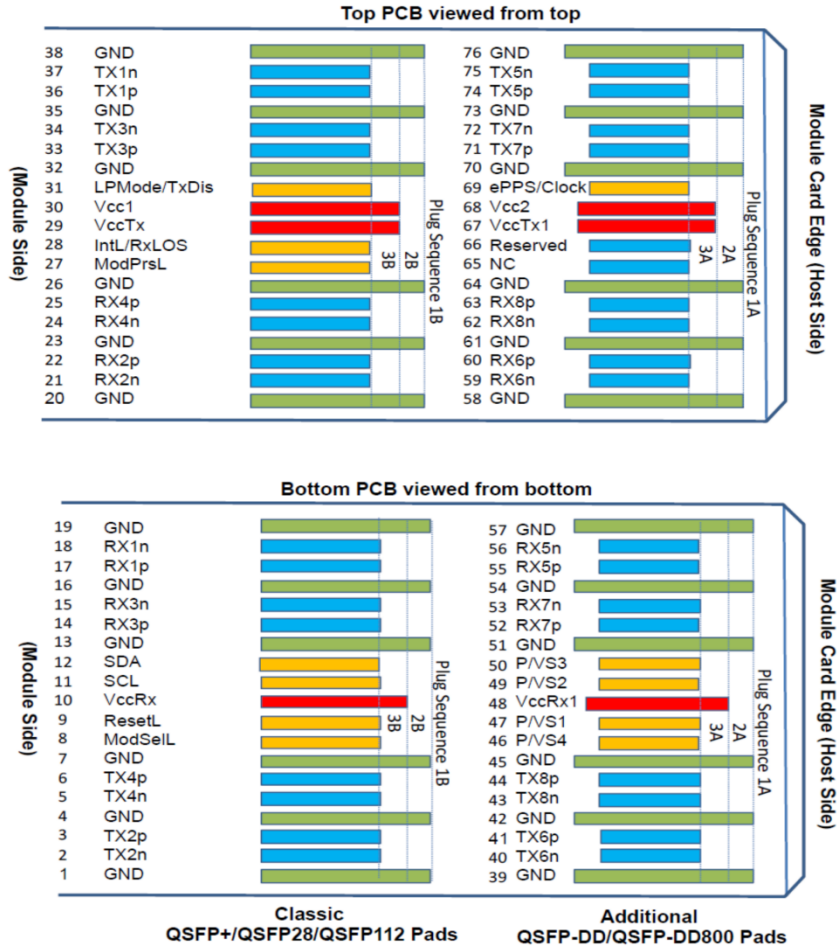 Top PCB viewed from top
38 GND 76 GND
37 TX1n 75 TX5n
36 TX1p 74 TX5p
35 GND 73 GND
34 TX3n 72 TX7n
33 TX3p 71 TX7p
32 GND 70 GND
31 LPMode/TxDis 69 ePPS/Clock
30 Vcc1 68 Vcc2
29 VccTx 67 VccTx1
28 IntL/RxLOS 66 Reserved
27 ModPrsL 65 NC
26 GND 64 GND
25 RX4p 63 RX8p
24 RX4n 62 RX8n
23 GND 61 GND
22 RX2p 60 RX6p
21 RX2n 59 RX6n
20 GND 58 GND
(Module Side)
3B
2B
Plug Sequence 1B
3A
2A
Plug Sequence 1A
Module Card Edge (Host Side)
Bottom PCB viewed from bottom
19 GND 57 GND
18 RX1n 56 RX5n
17 RX1p 55 RX5p
16 GND 54 GND
15 RX3n 53 RX7n
14 RX3p 52 RX7p
13 GND 51 GND
12 SDA 50 P/VS3
11 SCL 49 P/VS2
10 VccRx 48 VccRx1
9 ResetL 47 P/VS1
8 ModSelL 46 P/VS4
7 GND 45 GND
6 TX4p 44 TX8p
5 TX4n 43 TX8n
4 GND 42 GND
3 TX2p 41 TX6p
2 TX2n 40 TX6n
1 GND 39 GND
(Module Side)
3B
2B
Plug Sequence 1B
3A
2A
Plug Sequence 1A
Module Card Edge (Host Side)
Classic
QSFP+/QSFP28/QSFP112 Pads
Additional
QSFP-DD/QSFP-DD800 Pads